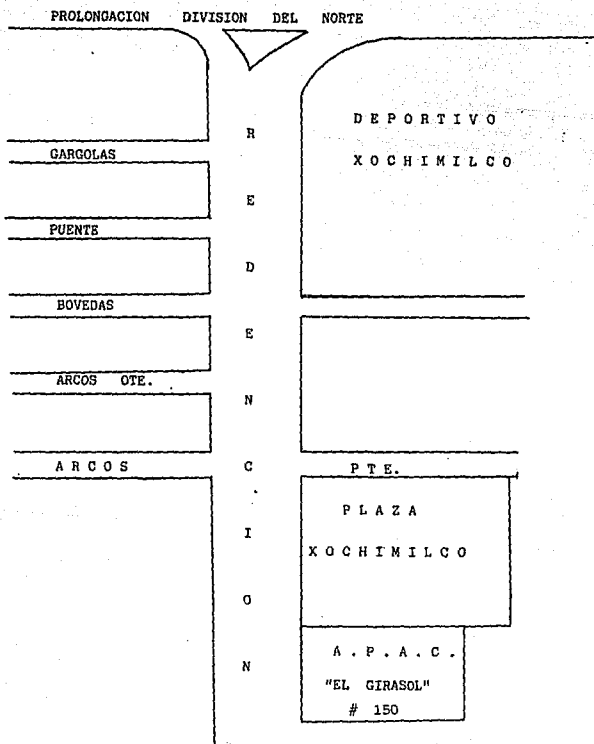 PROLONGACION DIVISION DEL NORTE
DEPORTIVO
XOCHIMILCO
GARGOLAS
PUENTE
BOVEDAS
ARCOS OTE.
ARCOS PTE.
REDENCION
PLAZA
XOCHIMILCO
A.P.A.C.
"EL GIRASOL"
# 150